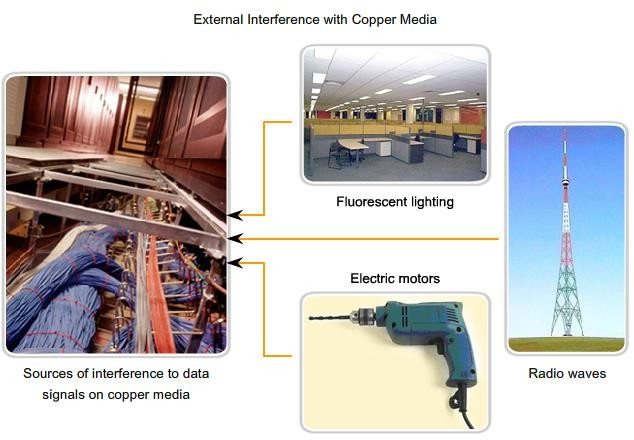 External Interference with Copper Media
Fluorescent lighting
Electric motors
Sources of interference to data
signals on copper media
Radio waves